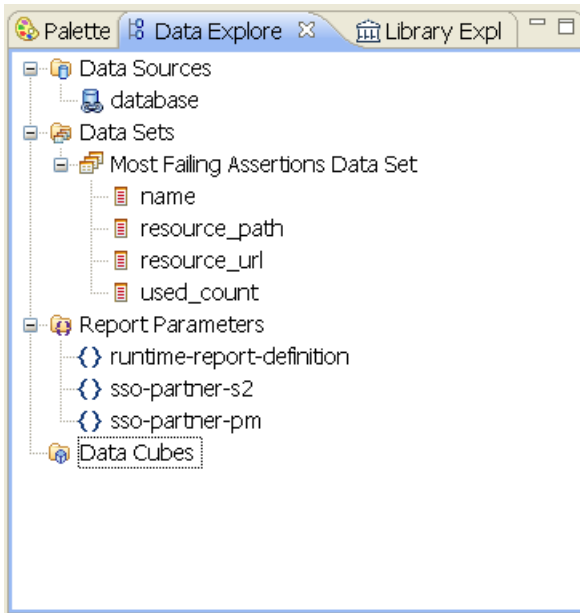 Palette Data Explore Library Expl
Data Sources
database
Data Sets
Most Failing Assertions Data Set
name
resource_path
resource_url
used_count
Report Parameters
runtime-report-definition
sso-partner-s2
sso-partner-pm
Data Cubes